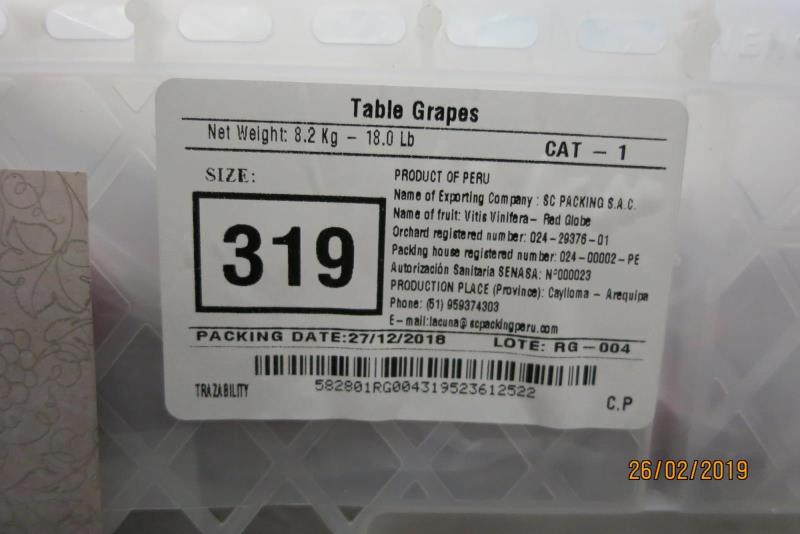 Table Grapes
Net Weight: 8.2 Kg - 18.0 Lb
CAT - 1
SIZE:
319
PRODUCT OF PERU
Name of Exporting Company : SC PACKING S.A.C.
Name of fruit: Vitis Vinifera- Red Globe
Orchard registered number: 024-29376-01
Packing house registered number: 024-00002-PE
Autorización Sanitaria SENASA: Nº000023
PRODUCTION PLACE (Province): Caylloma - Arequipa
Phone: (51) 959374303
E-mail:lacuna@scpackingperu.com
PACKING DATE:27/12/2018
LOTE: RG-004
TRAZABILITY
582801RG004319523612522
C.P
26/02/2019